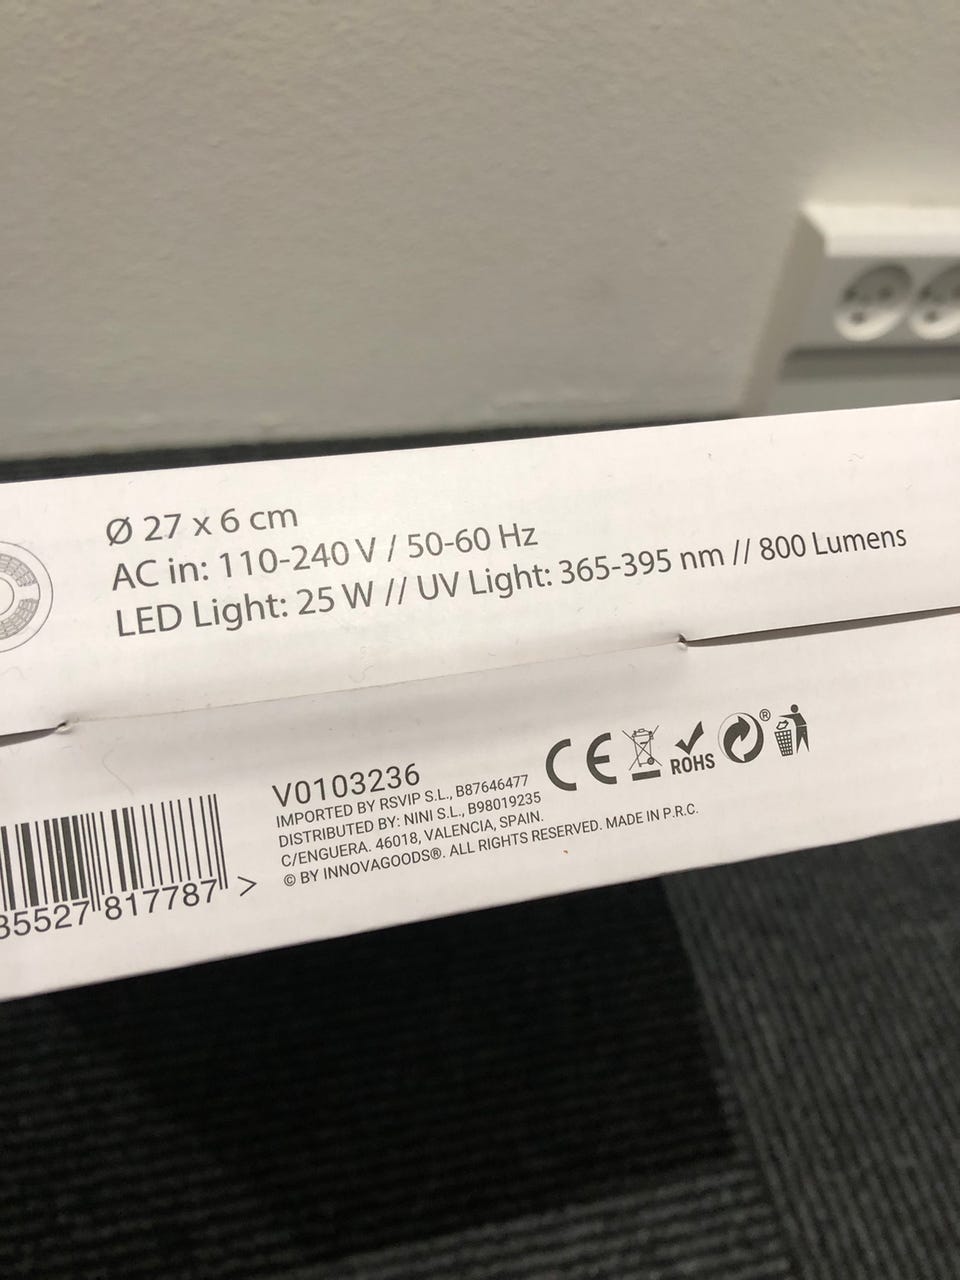 Ø 27 x 6 cm
AC in: 110-240 V / 50-60 Hz
LED Light: 25 W // UV Light: 365-395 nm // 800 Lumens
V0103236
IMPORTED BY RSVIP S.L., B87646477
DISTRIBUTED BY: NINI S.L., B98019235
C/ENGUERA. 46018, VALENCIA, SPAIN.
© BY INNOVAGOODS®. ALL RIGHTS RESERVED. MADE IN P.R.C.
CE
ROHS
®
35527 817787 >